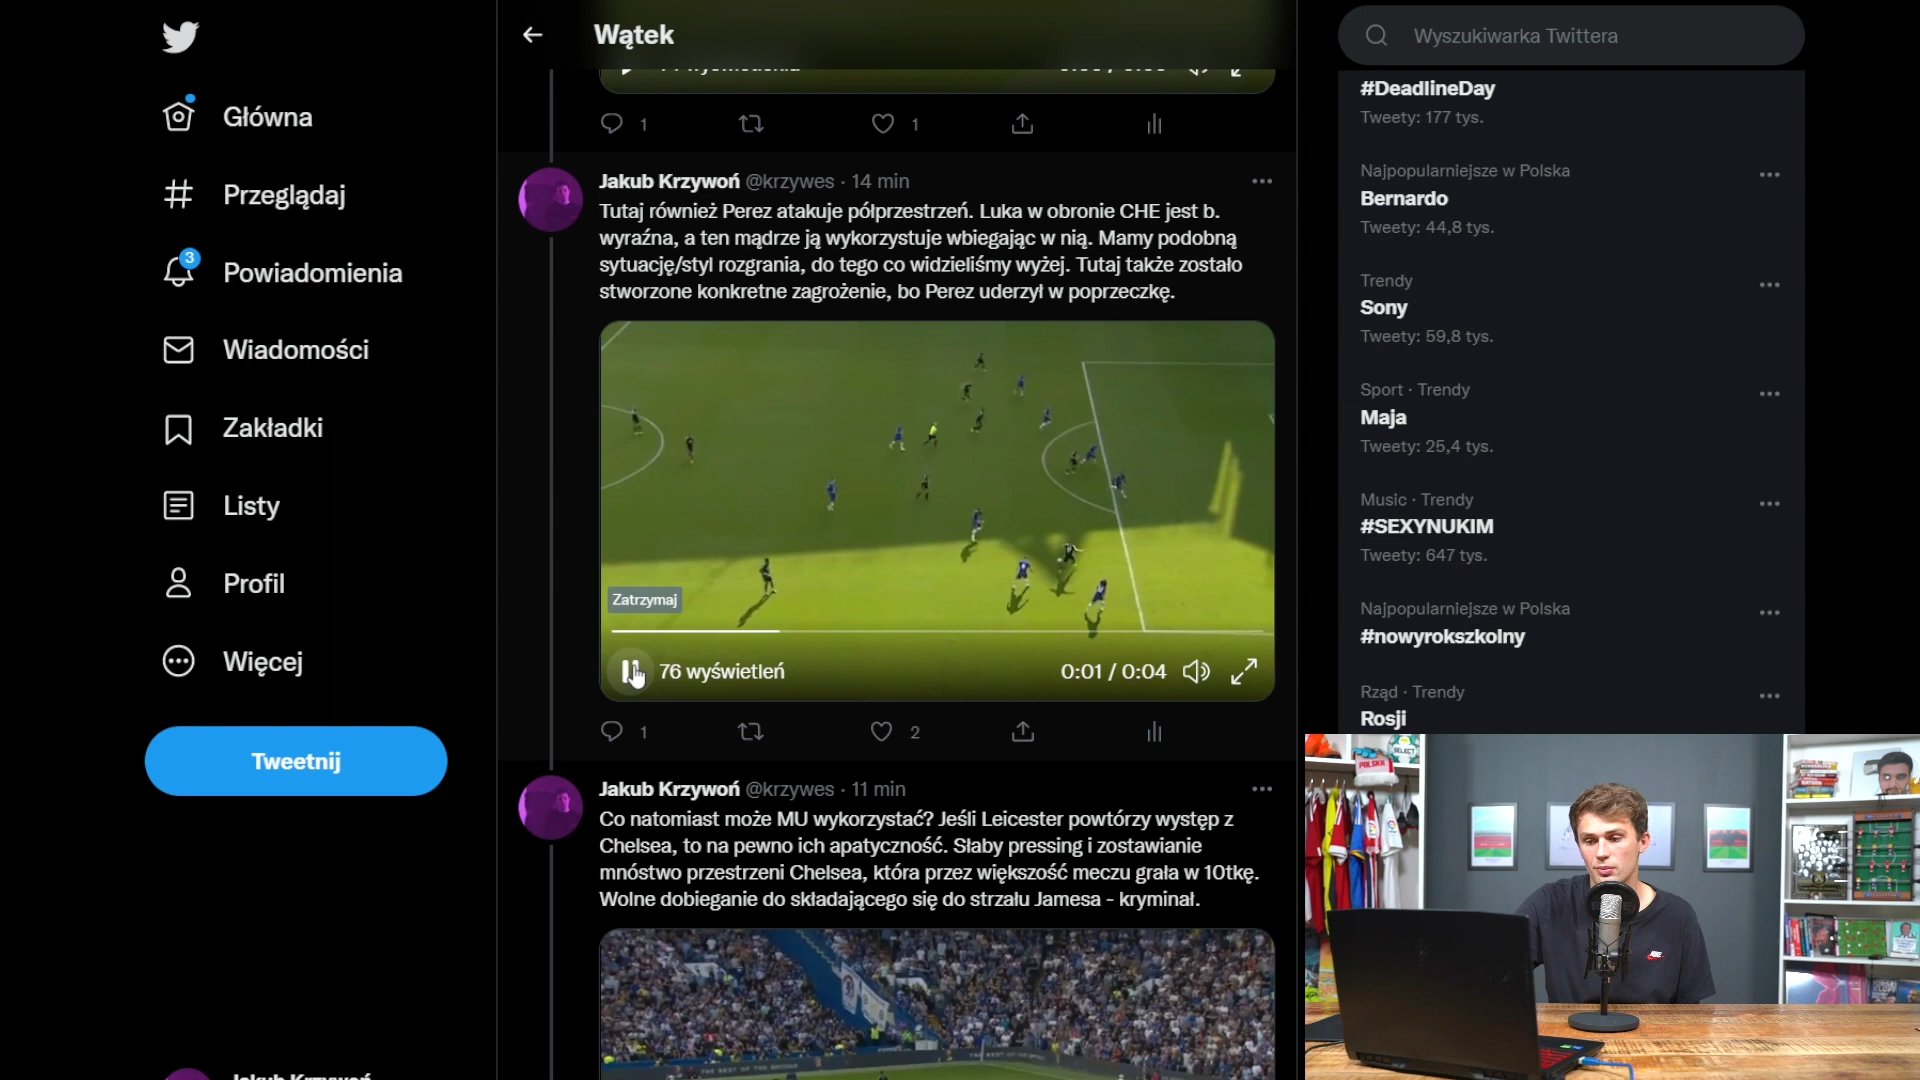 Główna
Przeglądaj
3
Powiadomienia
Wiadomości
Zakładki
Listy
Profil
Więcej
Tweetnij
Jakub Krzywoń
Wątek
1
1
Jakub Krzywoń @krzywes · 14 min
Tutaj również Perez atakuje półprzestrzeń. Luka w obronie CHE jest b.
wyraźna, a ten mądrze ją wykorzystuje wbiegając w nią. Mamy podobną
sytuację/styl rozgrania, do tego co widzieliśmy wyżej. Tutaj także zostało
stworzone konkretne zagrożenie, bo Perez uderzył w poprzeczkę.
Zatrzymaj
76 wyświetleń
0:01 / 0:04
1
2
Jakub Krzywoń @krzywes · 11 min
Co natomiast może MU wykorzystać? Jeśli Leicester powtórzy występ z
Chelsea, to na pewno ich apatyczność. Słaby pressing i zostawianie
mnóstwo przestrzeni Chelsea, która przez większość meczu grała w 10tkę.
Wolne dobieganie do składającego się do strzału Jamesa - kryminał.
Wyszukiwarka Twittera
#DeadlineDay
Tweety: 177 tys.
Najpopularniejsze w Polska
Bernardo
Tweety: 44,8 tys.
Trendy
Sony
Tweety: 59,8 tys.
Sport · Trendy
Maja
Tweety: 25,4 tys.
Music · Trendy
#SEXYNUKIM
Tweety: 647 tys.
Najpopularniejsze w Polska
#nowyrokszkolny
Rząd · Trendy
Rosji
SELECT
POLSKA